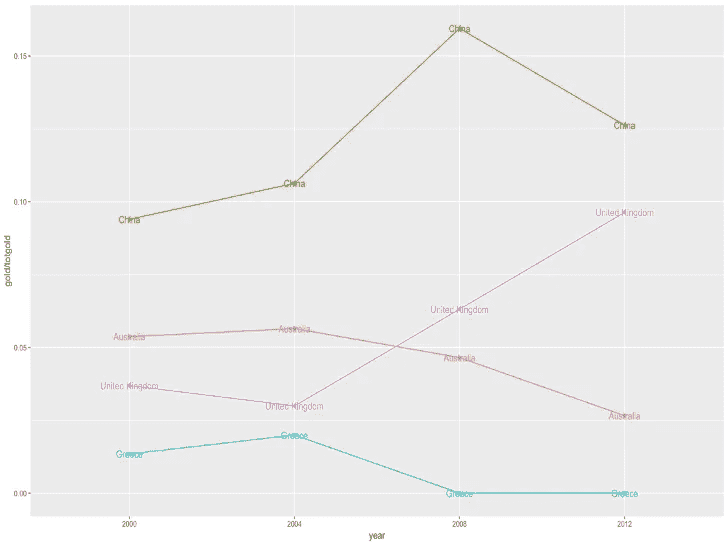 China
0.15
China
China
0.10
United Kingdom
China
United Kingdom
Australia
Australia
0.05
Australia
United Kingdom
United Kingdom
Australia
Greece
Greece
0.00
Greece
Greece
2000
2004
2008
2012
year
gold/totgold